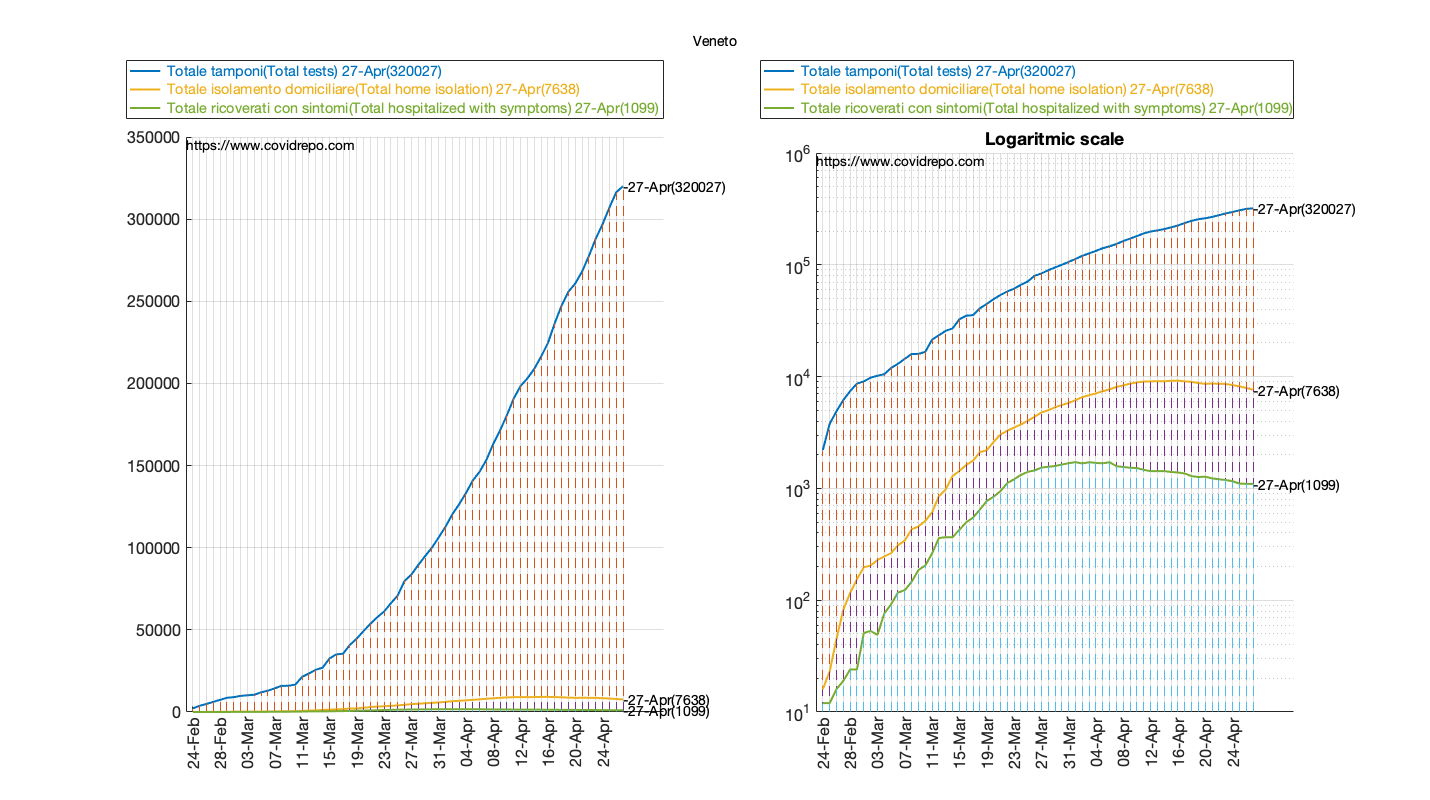 Veneto
Totale tamponi(Total tests) 27-Apr(320027)
Totale isolamento domiciliare(Total home isolation) 27-Apr(7638)
Totale ricoverati con sintomi(Total hospitalized with symptoms) 27-Apr(1099)
350000
https://www.covidrepo.com
300000
250000
200000
150000
100000
50000
0
27-Apr(320027)
27-Apr(7638)
27-Apr(1099)
24-Feb
28-Feb
03-Mar
07-Mar
11-Mar
15-Mar
19-Mar
23-Mar
27-Mar
31-Mar
04-Apr
08-Apr
12-Apr
16-Apr
20-Apr
24-Apr
Totale tamponi(Total tests) 27-Apr(320027)
Totale isolamento domiciliare(Total home isolation) 27-Apr(7638)
Totale ricoverati con sintomi(Total hospitalized with symptoms) 27-Apr(1099)
Logaritmic scale
10^6
https://www.covidrepo.com
10^5
10^4
10^3
10^2
10^1
27-Apr(320027)
27-Apr(7638)
27-Apr(1099)
24-Feb
28-Feb
03-Mar
07-Mar
11-Mar
15-Mar
19-Mar
23-Mar
27-Mar
31-Mar
04-Apr
08-Apr
12-Apr
16-Apr
20-Apr
24-Apr